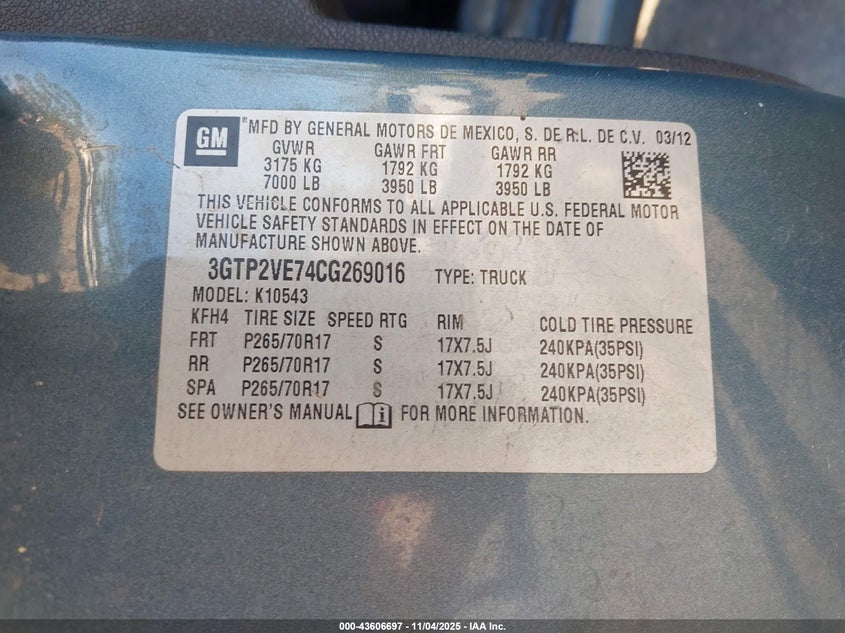 GM
*MFD BY GENERAL MOTORS DE MEXICO, S. DE R.L. DE C.V. 03/12
GVWR GAWR FRT GAWR RR
3175 KG 1792 KG 1792 KG
7000 LB 3950 LB 3950 LB
THIS VEHICLE CONFORMS TO ALL APPLICABLE U.S. FEDERAL MOTOR
VEHICLE SAFETY STANDARDS IN EFFECT ON THE DATE OF
MANUFACTURE SHOWN ABOVE.
3GTP2VE74CG269016 TYPE: TRUCK
MODEL: K10543
KFH4 TIRE SIZE SPEED RTG RIM COLD TIRE PRESSURE
FRT P265/70R17 S 17X7.5J 240KPA(35PSI)
RR P265/70R17 S 17X7.5J 240KPA(35PSI)
SPA P265/70R17 S 17X7.5J 240KPA(35PSI)
SEE OWNER'S MANUAL i FOR MORE INFORMATION.
000-43606697 - 11/04/2025 - IAA Inc.